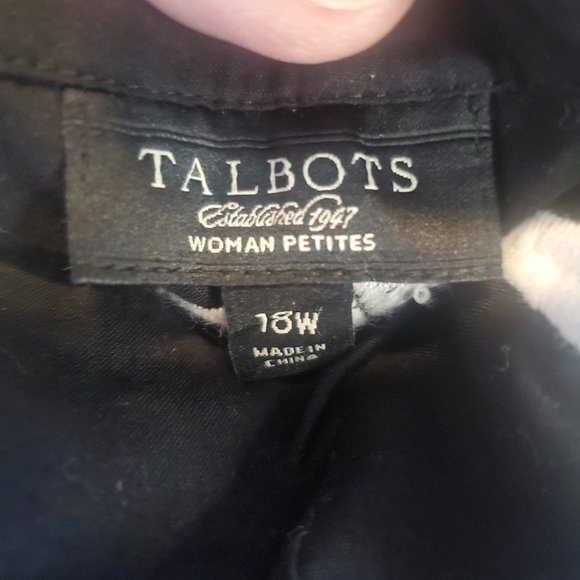 TALBOTS
Established 1947
WOMAN PETITES
18W
MADE IN
CHINA